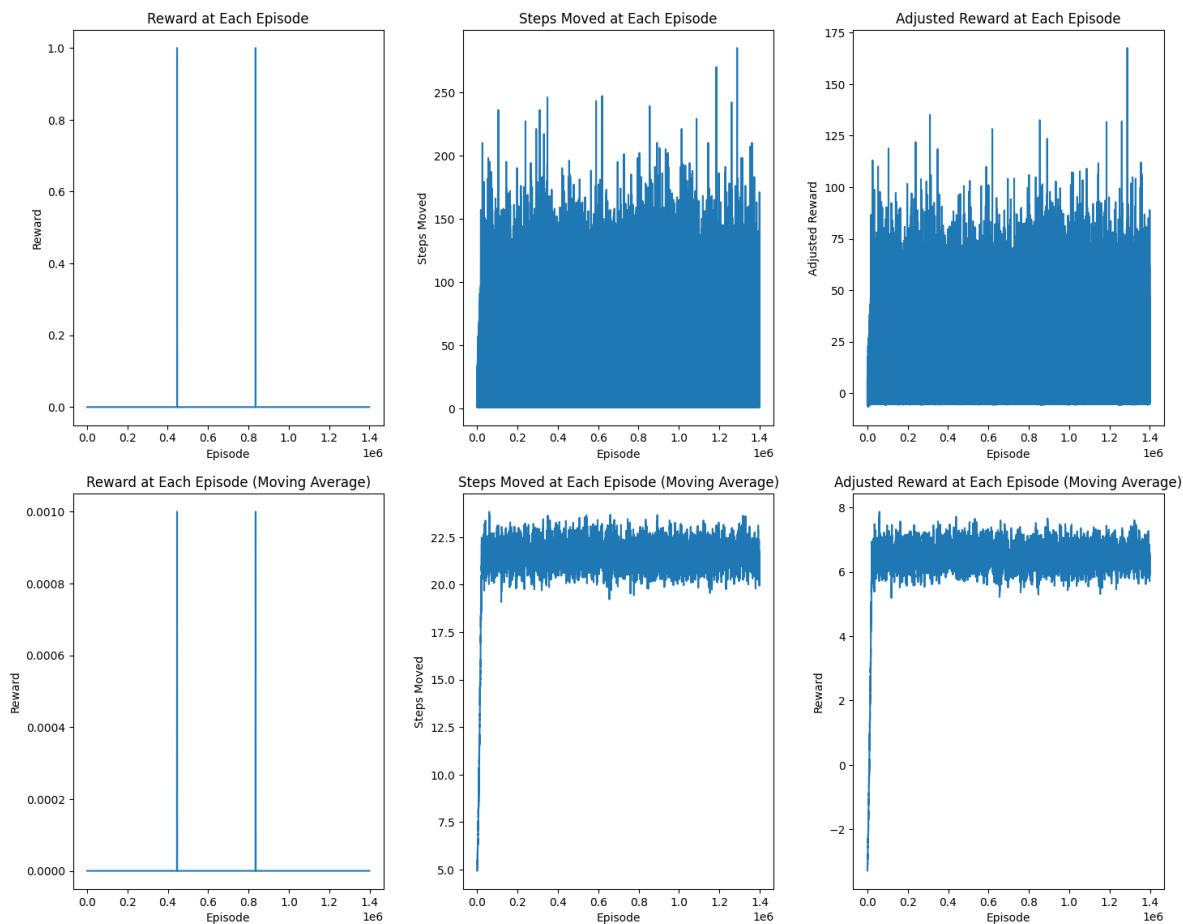 Reward at Each Episode
Reward
1.0
0.8
0.6
0.4
0.2
0.0
0.0 0.2 0.4 0.6 0.8 1.0 1.2 1.4
Episode
1e6
Steps Moved at Each Episode
Steps Moved
250
200
150
100
50
0
0.0 0.2 0.4 0.6 0.8 1.0 1.2 1.4
Episode
1e6
Adjusted Reward at Each Episode
Adjusted Reward
175
150
125
100
75
50
25
0
0.0 0.2 0.4 0.6 0.8 1.0 1.2 1.4
Episode
1e6
Reward at Each Episode (Moving Average)
Reward
0.0010
0.0008
0.0006
0.0004
0.0002
0.0000
0.0 0.2 0.4 0.6 0.8 1.0 1.2 1.4
Episode
1e6
Steps Moved at Each Episode (Moving Average)
Steps Moved
22.5
20.0
17.5
15.0
12.5
10.0
7.5
5.0
0.0 0.2 0.4 0.6 0.8 1.0 1.2 1.4
Episode
1e6
Adjusted Reward at Each Episode (Moving Average)
Reward
8
6
4
2
0
−2
0.0 0.2 0.4 0.6 0.8 1.0 1.2 1.4
Episode
1e6